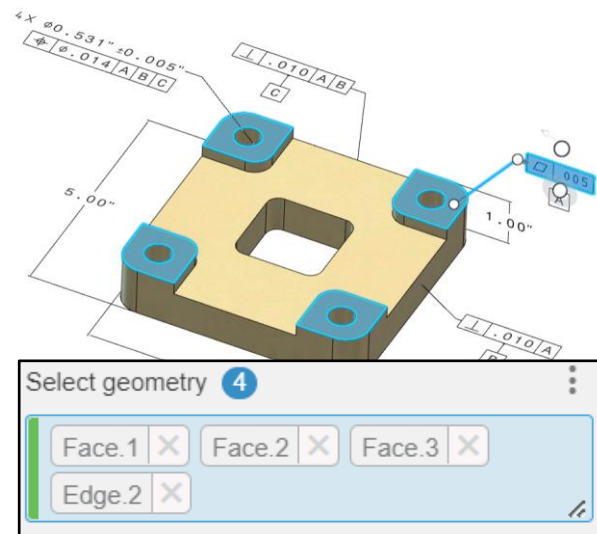 4X ⌀0.531"±0.005"
⌖ ⌀.014 A B C
⊥ .010 A B
C
⏥ 005
A
5.00"
1.00"
⊥ .010 A
Select geometry 4
Face.1 × Face.2 × Face.3 ×
Edge.2 ×